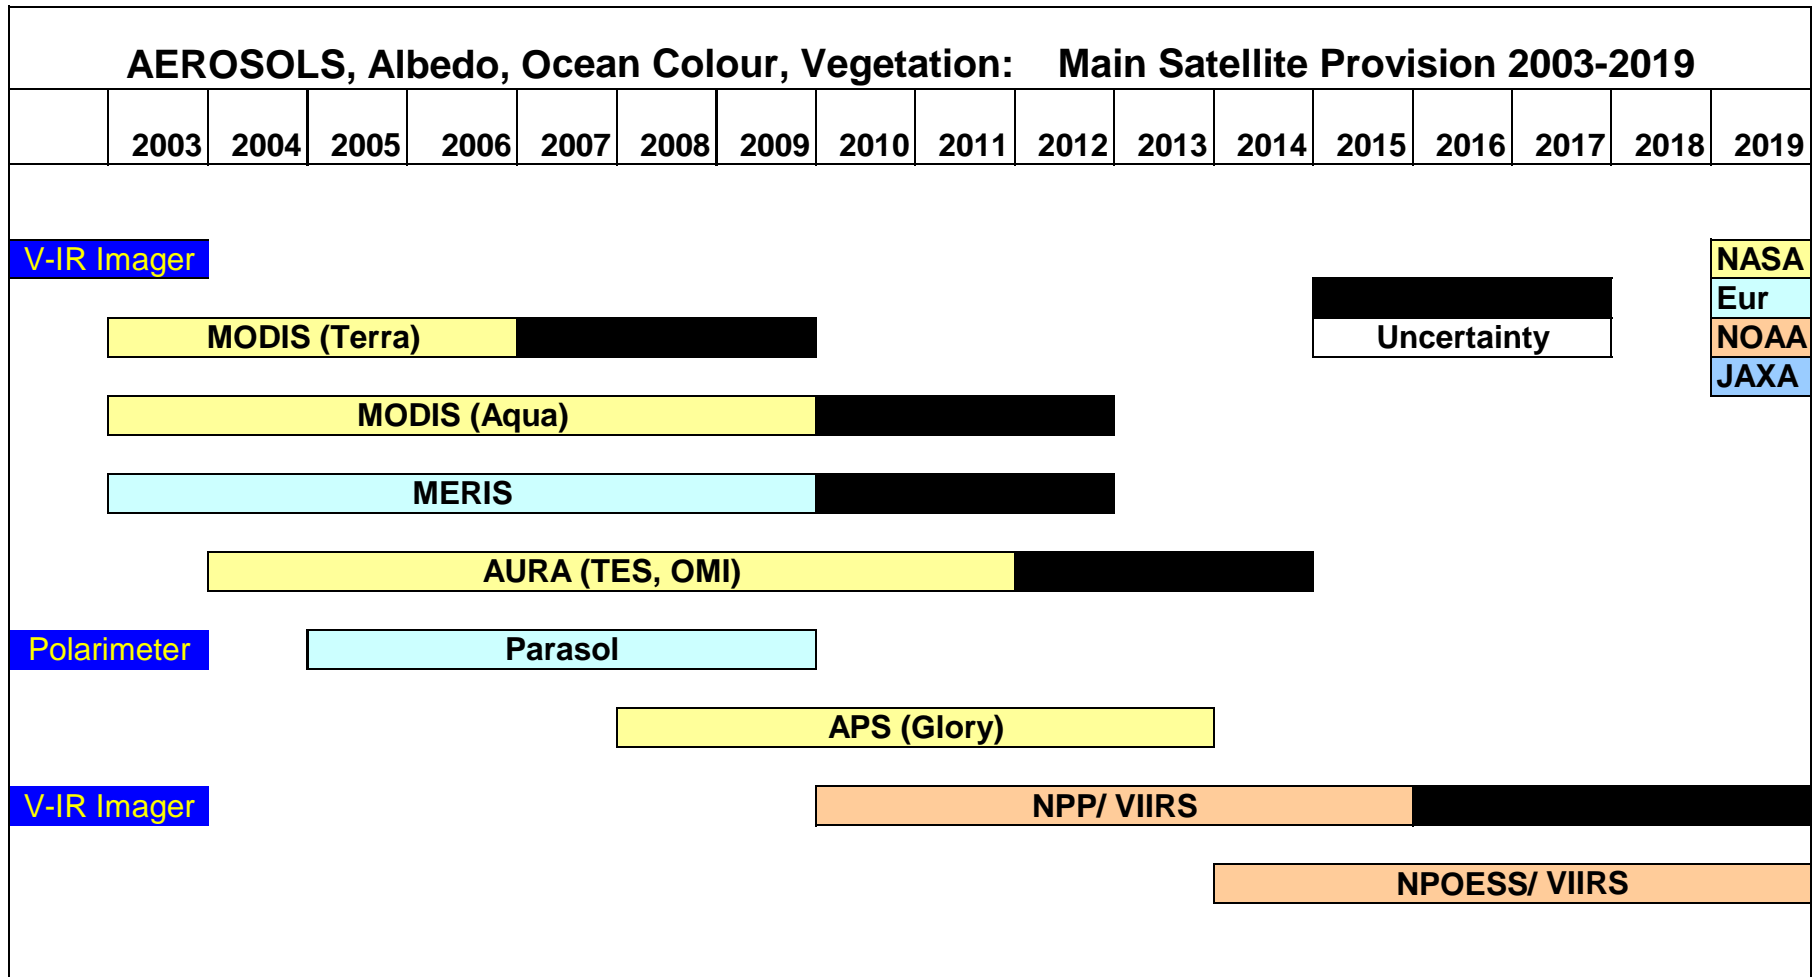 AEROSOLS, Albedo, Ocean Colour, Vegetation: Main Satellite Provision 2003-2019
2003 2004 2005 2006 2007 2008 2009 2010 2011 2012 2013 2014 2015 2016 2017 2018 2019
V-IR Imager
NASA
Eur
MODIS (Terra)
Uncertainty
NOAA
JAXA
MODIS (Aqua)
MERIS
AURA (TES, OMI)
Polarimeter
Parasol
APS (Glory)
V-IR Imager
NPP/ VIIRS
NPOESS/ VIIRS